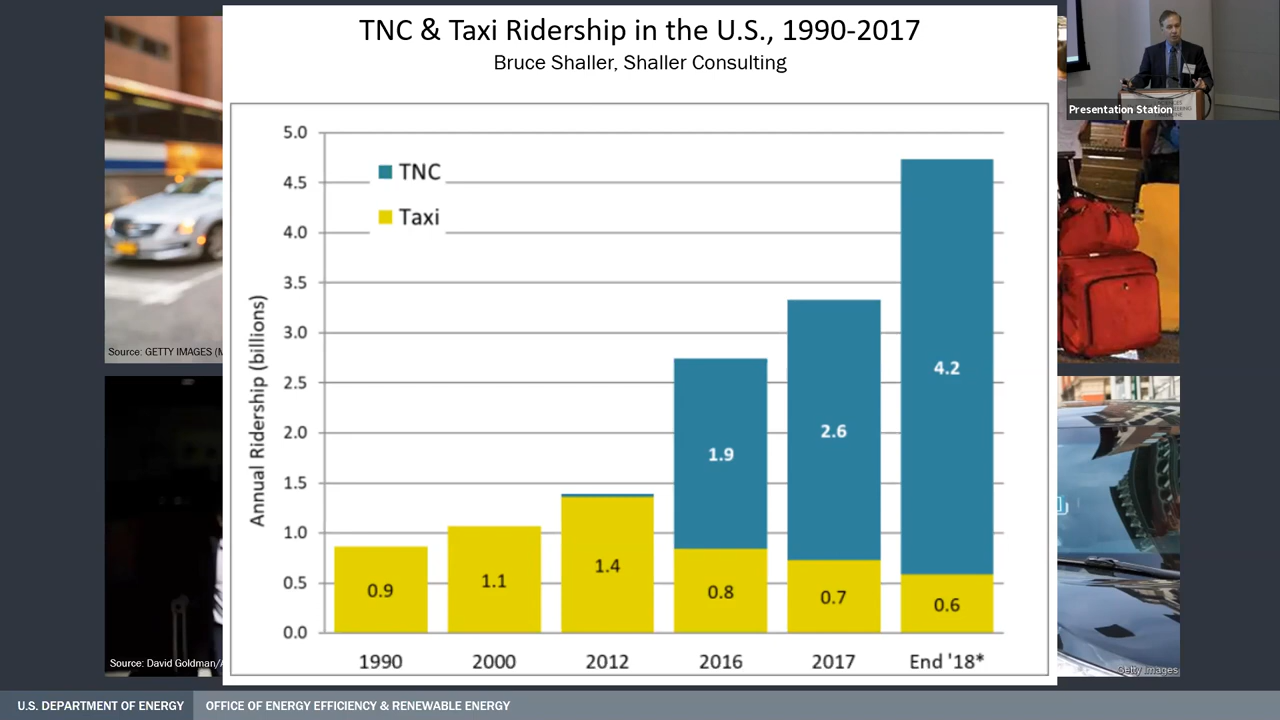 TNC & Taxi Ridership in the U.S., 1990-2017
Bruce Shaller, Shaller Consulting
Presentation Station
5.0
4.5
4.0
3.5
3.0
2.5
2.0
1.5
1.0
0.5
0.0
Annual Ridership (billions)
TNC
Taxi
0.9
1.1
1.4
1.9
0.8
2.6
0.7
4.2
0.6
1990
2000
2012
2016
2017
End '18*
Source: GETTY IMAGES (
Source: David Goldman/
Getty Images
U.S. DEPARTMENT OF ENERGY
OFFICE OF ENERGY EFFICIENCY & RENEWABLE ENERGY